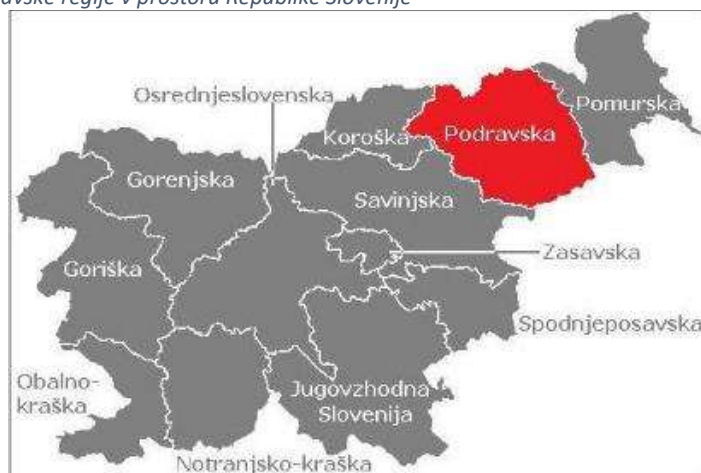 avske regije v prostoru Republike Slovenije
Osrednjeslovenska
Pomurska
Koroška
Podravska
Gorenjska
Savinjska
Zasavska
Goriška
Spodnjeposavska
Obalno-
kraška
Jugovzhodna
Slovenija
Notranjsko-kraška